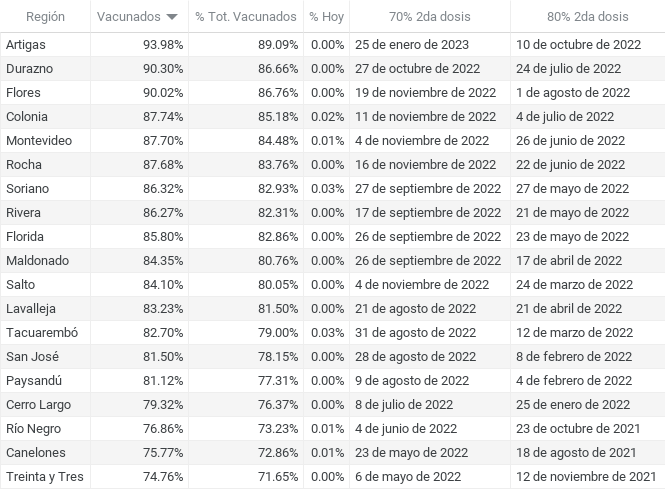 Región Vacunados % Tot. Vacunados % Hoy 70% 2da dosis 80% 2da dosis
Artigas 93.98% 89.09% 0.00% 25 de enero de 2023 10 de octubre de 2022
Durazno 90.30% 86.66% 0.00% 27 de octubre de 2022 24 de julio de 2022
Flores 90.02% 86.76% 0.00% 19 de noviembre de 2022 1 de agosto de 2022
Colonia 87.74% 85.18% 0.02% 11 de noviembre de 2022 4 de julio de 2022
Montevideo 87.70% 84.48% 0.01% 4 de noviembre de 2022 26 de junio de 2022
Rocha 87.68% 83.76% 0.00% 16 de noviembre de 2022 22 de junio de 2022
Soriano 86.32% 82.93% 0.03% 27 de septiembre de 2022 27 de mayo de 2022
Rivera 86.27% 82.31% 0.00% 17 de septiembre de 2022 21 de mayo de 2022
Florida 85.80% 82.86% 0.00% 26 de septiembre de 2022 23 de mayo de 2022
Maldonado 84.35% 80.76% 0.00% 26 de septiembre de 2022 17 de abril de 2022
Salto 84.10% 80.05% 0.00% 4 de noviembre de 2022 24 de marzo de 2022
Lavalleja 83.23% 81.50% 0.00% 21 de agosto de 2022 21 de abril de 2022
Tacuarembó 82.70% 79.00% 0.03% 31 de agosto de 2022 12 de marzo de 2022
San José 81.50% 78.15% 0.00% 28 de agosto de 2022 8 de febrero de 2022
Paysandú 81.12% 77.31% 0.00% 9 de agosto de 2022 4 de febrero de 2022
Cerro Largo 79.32% 76.37% 0.00% 8 de julio de 2022 25 de enero de 2022
Río Negro 76.86% 73.23% 0.01% 4 de junio de 2022 23 de octubre de 2021
Canelones 75.77% 72.86% 0.01% 23 de mayo de 2022 18 de agosto de 2021
Treinta y Tres 74.76% 71.65% 0.00% 6 de mayo de 2022 12 de noviembre de 2021